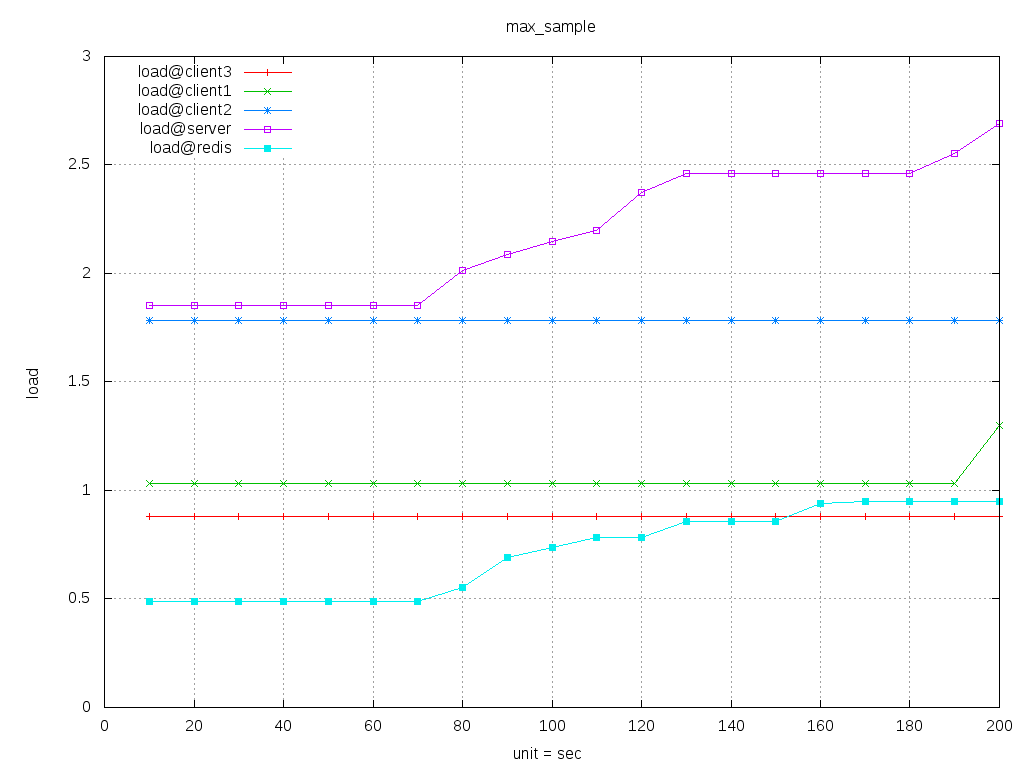 max_sample
load@client3
load@client1
load@client2
load@server
load@redis
3
2.5
2
1.5
1
0.5
0
load
0 20 40 60 80 100 120 140 160 180 200
unit = sec